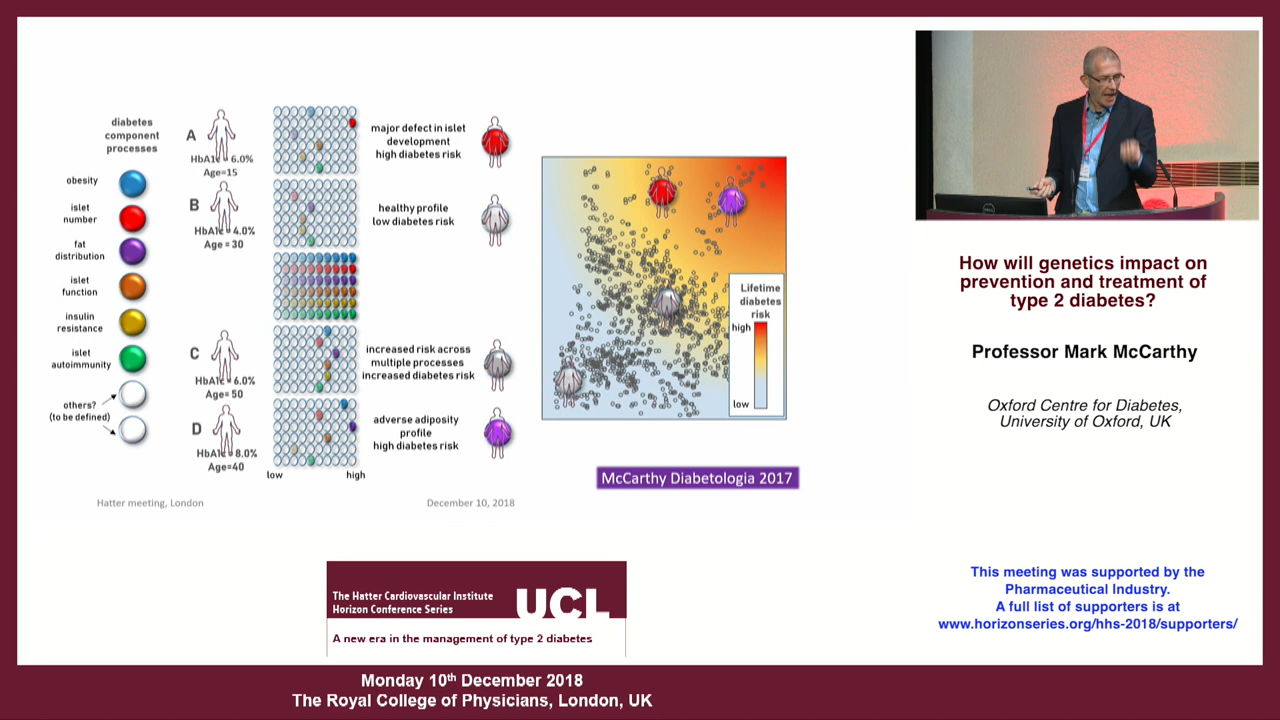 diabetes
component
processes
obesity
islet
number
fat
distribution
islet
function
insulin
resistance
islet
autoimmunity
others?
(to be defined)
A
HbA1c = 6.0%
Age=15
B
HbA1c = 4.0%
Age = 30
C
HbA1c = 6.0%
Age= 50
D
HbA1c = 8.0%
Age=40
low
high
major defect in islet
development
high diabetes risk
healthy profile
low diabetes risk
increased risk across
multiple processes
increased diabetes risk
adverse adiposity
profile
high diabetes risk
Lifetime
diabetes
risk
high
low
McCarthy Diabetologia 2017
Hatter meeting, London
December 10, 2018
How will genetics impact on
prevention and treatment of
type 2 diabetes?
Professor Mark McCarthy
Oxford Centre for Diabetes,
University of Oxford, UK
This meeting was supported by the
Pharmaceutical Industry.
A full list of supporters is at
www.horizonseries.org/hhs-2018/supporters/
The Hatter Cardiovascular Institute
Horizon Conference Series
UCL
A new era in the management of type 2 diabetes
Monday 10th December 2018
The Royal College of Physicians, London, UK